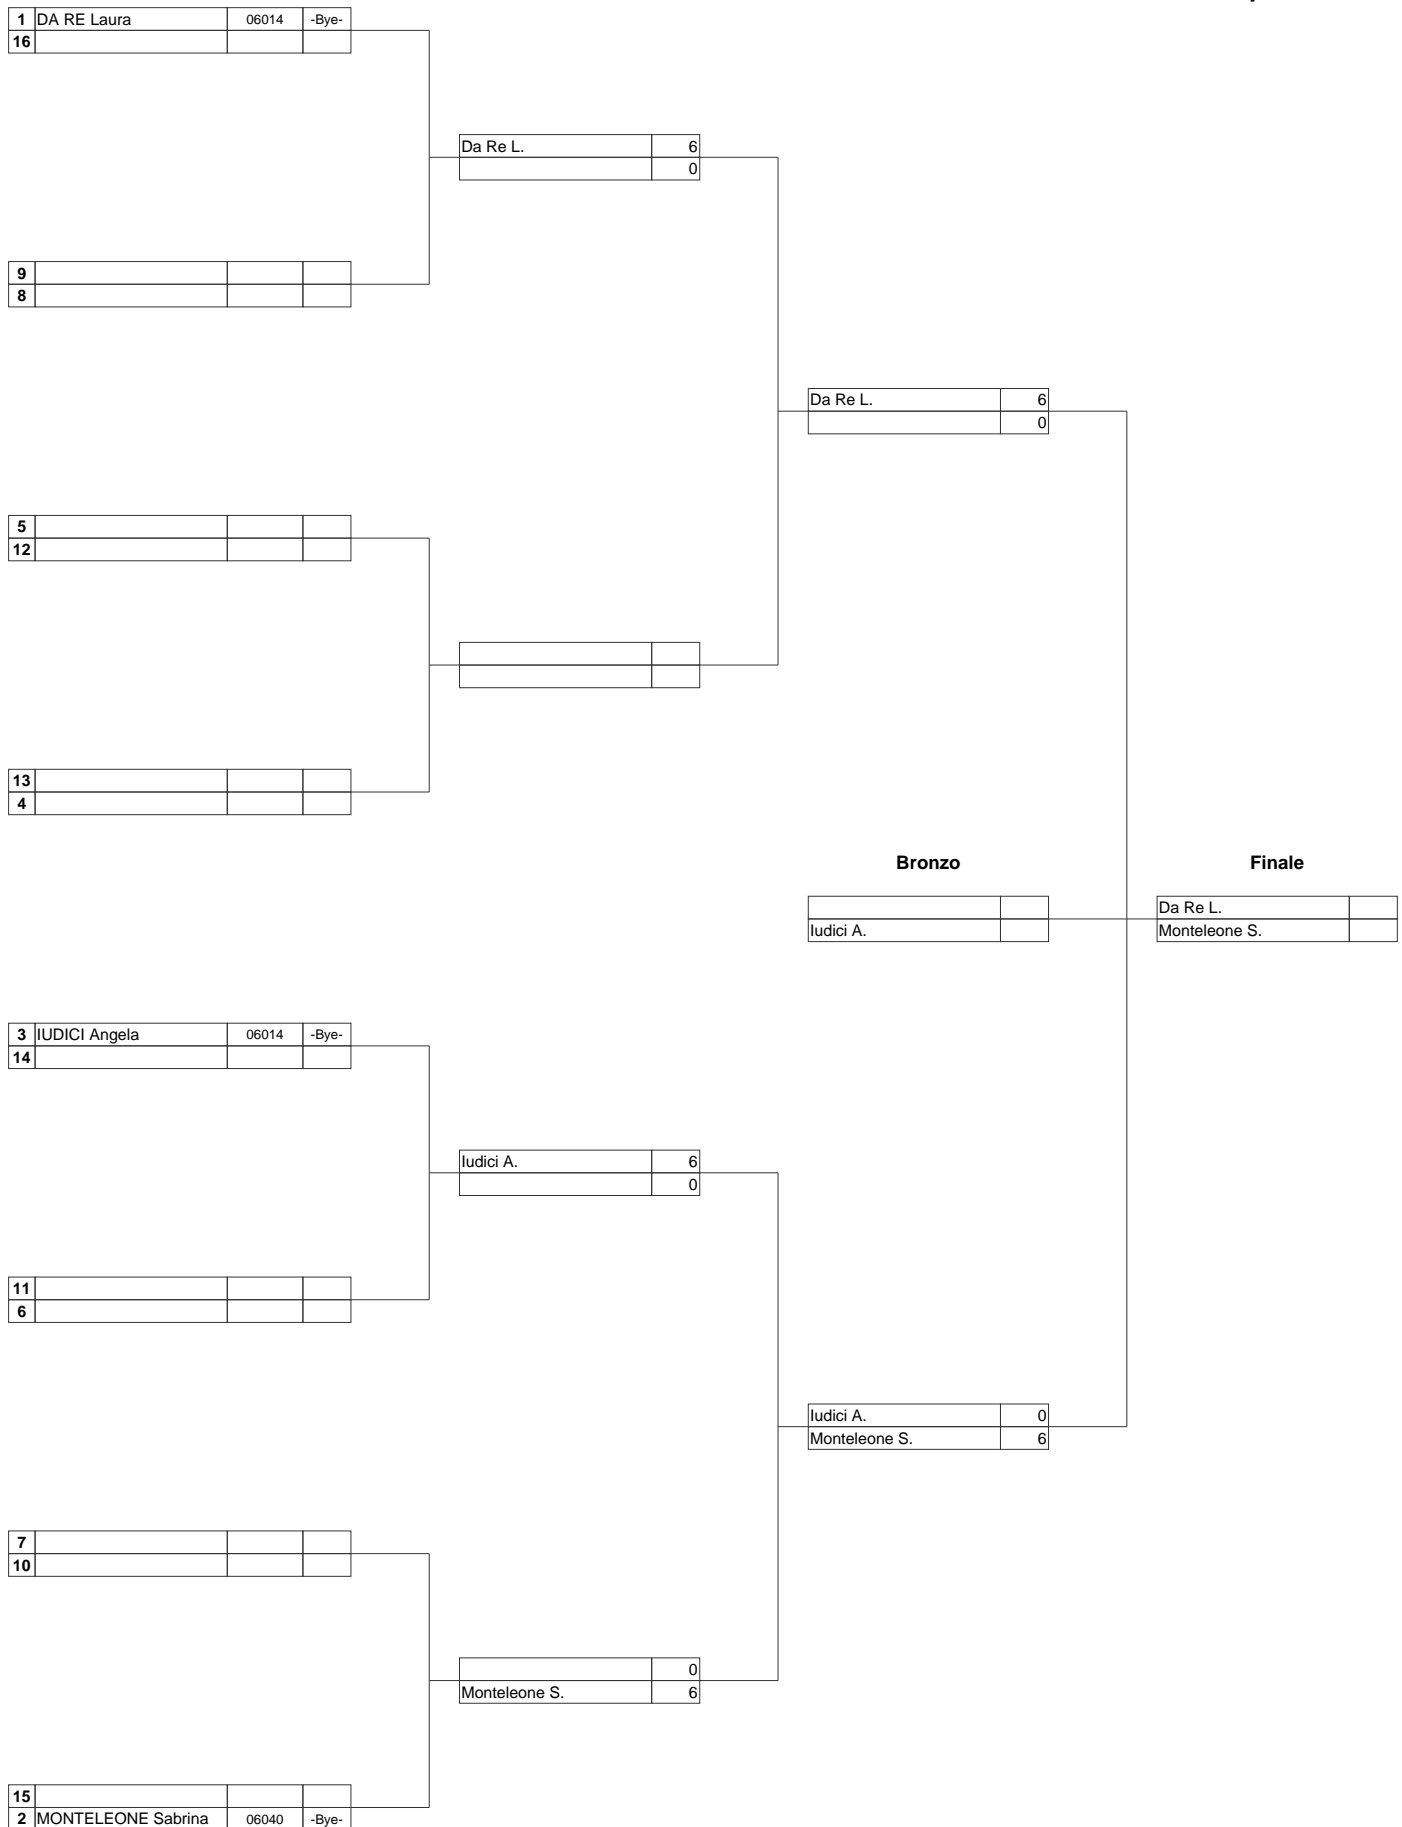 1 DA RE Laura 06014 -Bye-
16
Da Re L. 6
0
9
8
Da Re L. 6
0
5
12
13
4
Bronzo Finale
Da Re L.
Iudici A. Monteleone S.
3 IUDICI Angela 06014 -Bye-
14
Iudici A. 6
0
11
6
Iudici A. 0
Monteleone S. 6
7
10
0
Monteleone S. 6
15
2 MONTELEONE Sabrina 06040 -Bye-